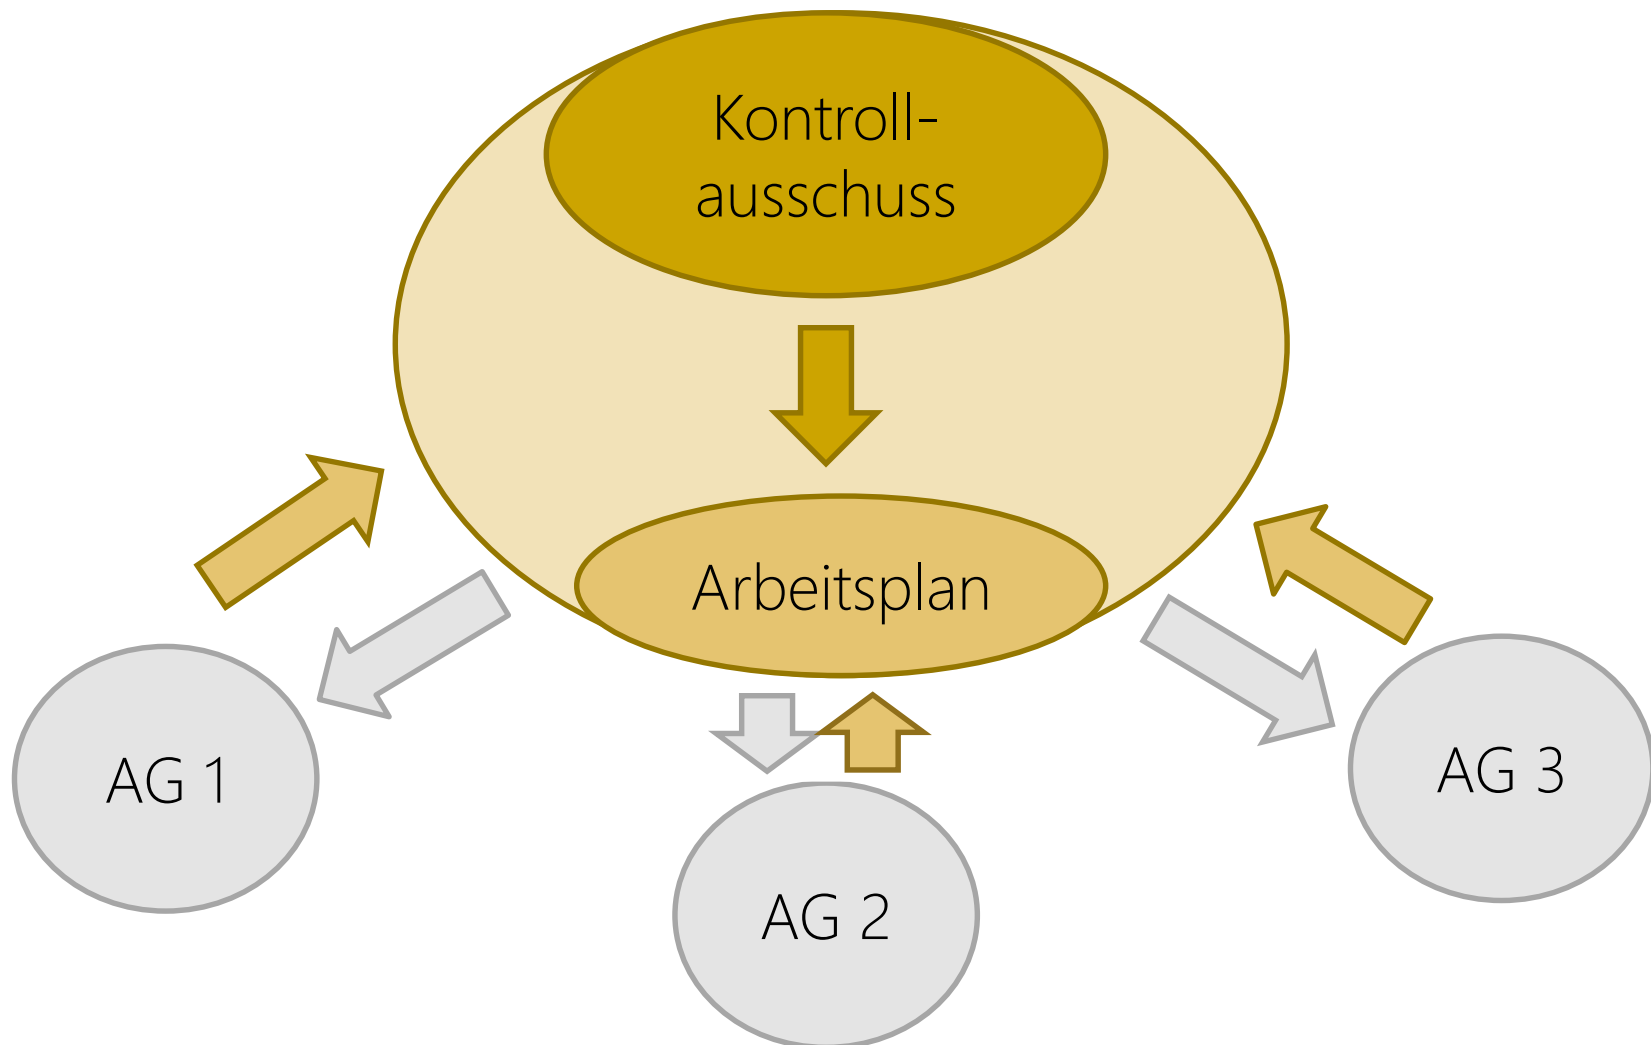 Kontroll-
ausschuss
Arbeitsplan
AG 1
AG 2
AG 3